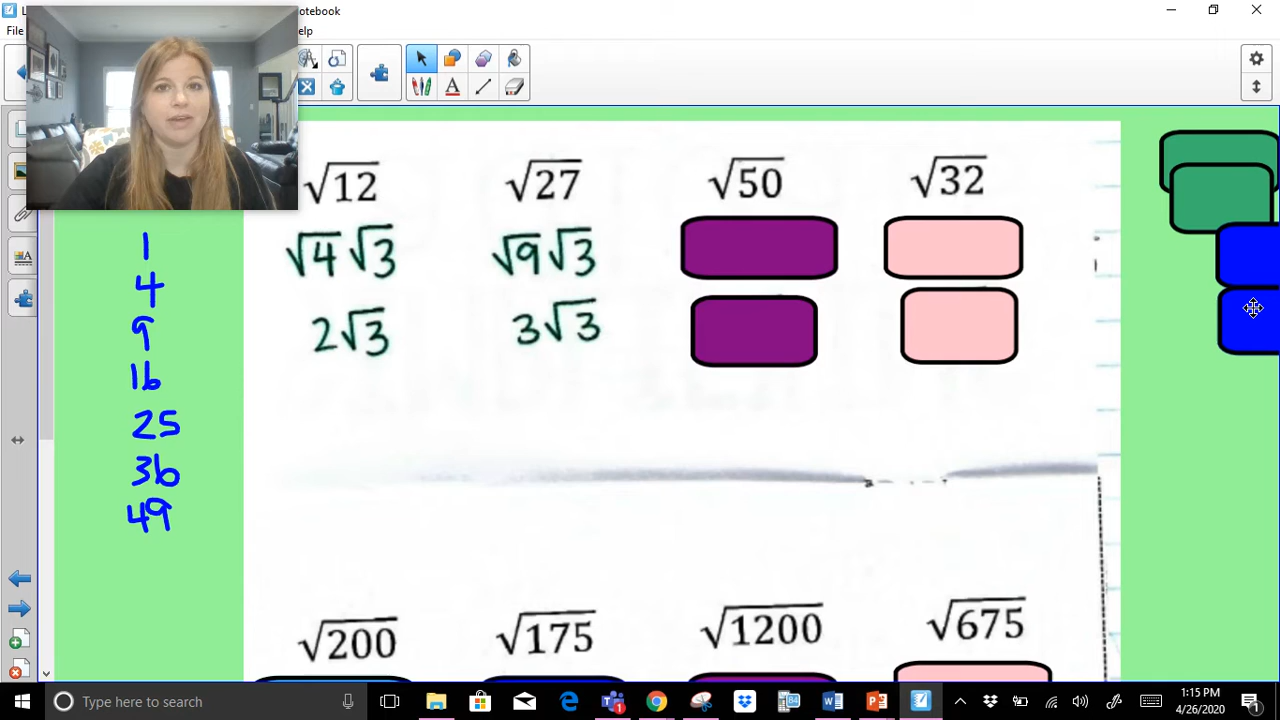 L
otebook
File
elp
√12 √27 √50 √32
√4 √3 √9 √3
2√3 3√3
1
4
9
16
25
36
49
√200 √175 √1200 √675
Type here to search
1:15 PM
4/26/2020